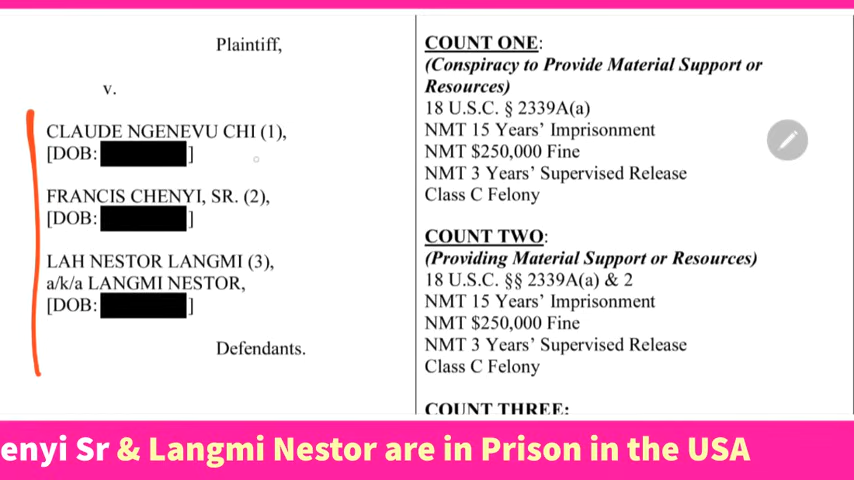 Plaintiff,
v.
CLAUDE NGENEVU CHI (1),
[DOB: ]
FRANCIS CHENYI, SR. (2),
[DOB: ]
LAH NESTOR LANGMI (3),
a/k/a LANGMI NESTOR,
[DOB: ]
Defendants.
COUNT ONE:
(Conspiracy to Provide Material Support or
Resources)
18 U.S.C. § 2339A(a)
NMT 15 Years’ Imprisonment
NMT $250,000 Fine
NMT 3 Years’ Supervised Release
Class C Felony
COUNT TWO:
(Providing Material Support or Resources)
18 U.S.C. §§ 2339A(a) & 2
NMT 15 Years’ Imprisonment
NMT $250,000 Fine
NMT 3 Years’ Supervised Release
Class C Felony
COUNT THREE:
enyi Sr & Langmi Nestor are in Prison in the USA